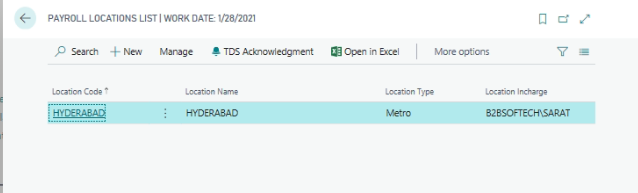 PAYROLL LOCATIONS LIST | WORK DATE: 1/28/2021
Search + New Manage TDS Acknowledgment Open in Excel More options
Location Code ↑ Location Name Location Type Location Incharge
HYDERABAD HYDERABAD Metro B2BSOFTECH\SARAT